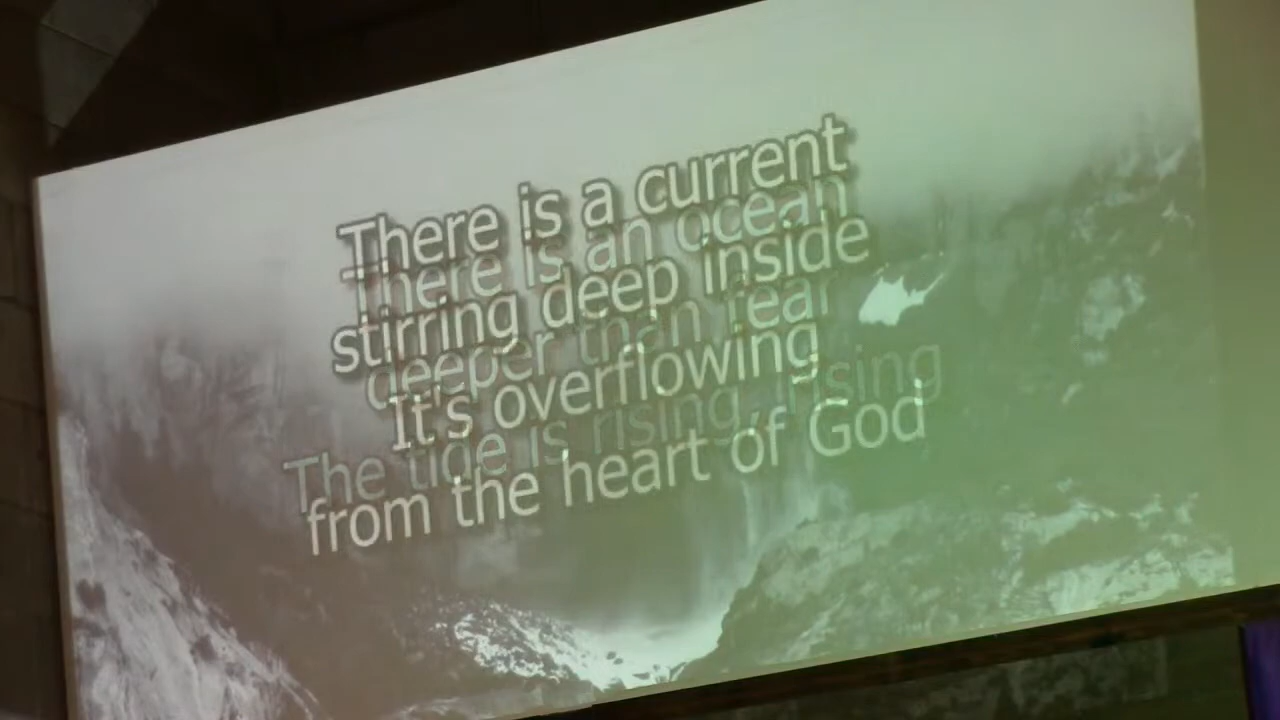 There is a current
There is an ocean
stirring deep inside
deeper than fear
It's overflowing
The tide is rising, rising
from the heart of God